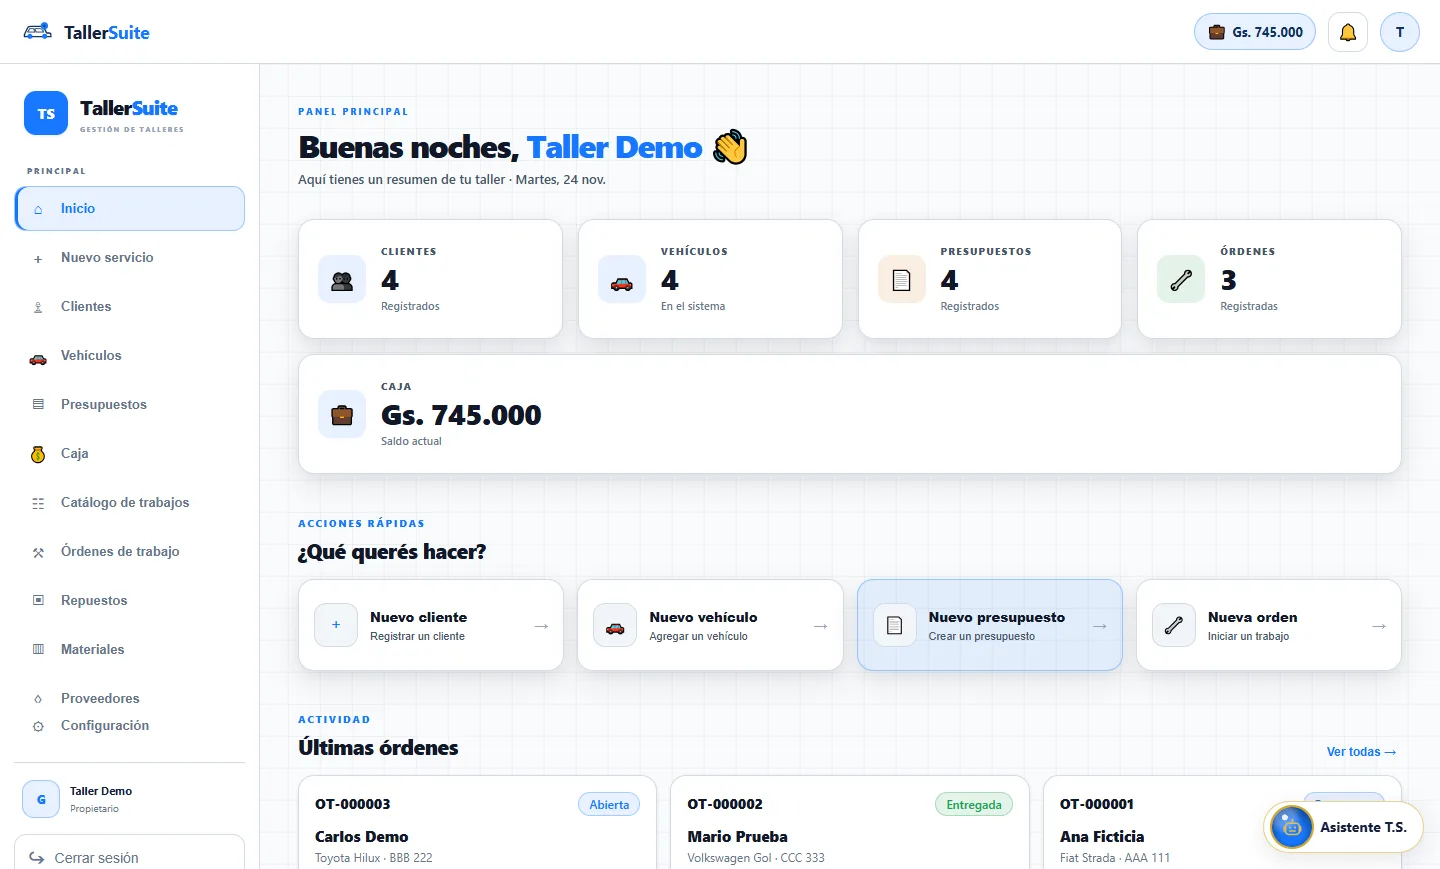 TallerSuite
Gs. 745.000
T
TS
TallerSuite
GESTIÓN DE TALLERES
PRINCIPAL
Inicio
Nuevo servicio
Clientes
Vehículos
Presupuestos
Caja
Catálogo de trabajos
Órdenes de trabajo
Repuestos
Materiales
Proveedores
Configuración
G
Taller Demo
Propietario
Cerrar sesión
PANEL PRINCIPAL
Buenas noches, Taller Demo
Aquí tienes un resumen de tu taller · Martes, 24 nov.
CLIENTES
4
Registrados
VEHÍCULOS
4
En el sistema
PRESUPUESTOS
4
Registrados
ÓRDENES
3
Registradas
CAJA
Gs. 745.000
Saldo actual
ACCIONES RÁPIDAS
¿Qué querés hacer?
Nuevo cliente
Registrar un cliente
→
Nuevo vehículo
Agregar un vehículo
→
Nuevo presupuesto
Crear un presupuesto
→
Nueva orden
Iniciar un trabajo
→
ACTIVIDAD
Últimas órdenes
Ver todas →
OT-000003
Abierta
Carlos Demo
Toyota Hilux · BBB 222
OT-000002
Entregada
Mario Prueba
Volkswagen Gol · CCC 333
OT-000001
Ana Ficticia
Fiat Strada · AAA 111
Asistente T.S.